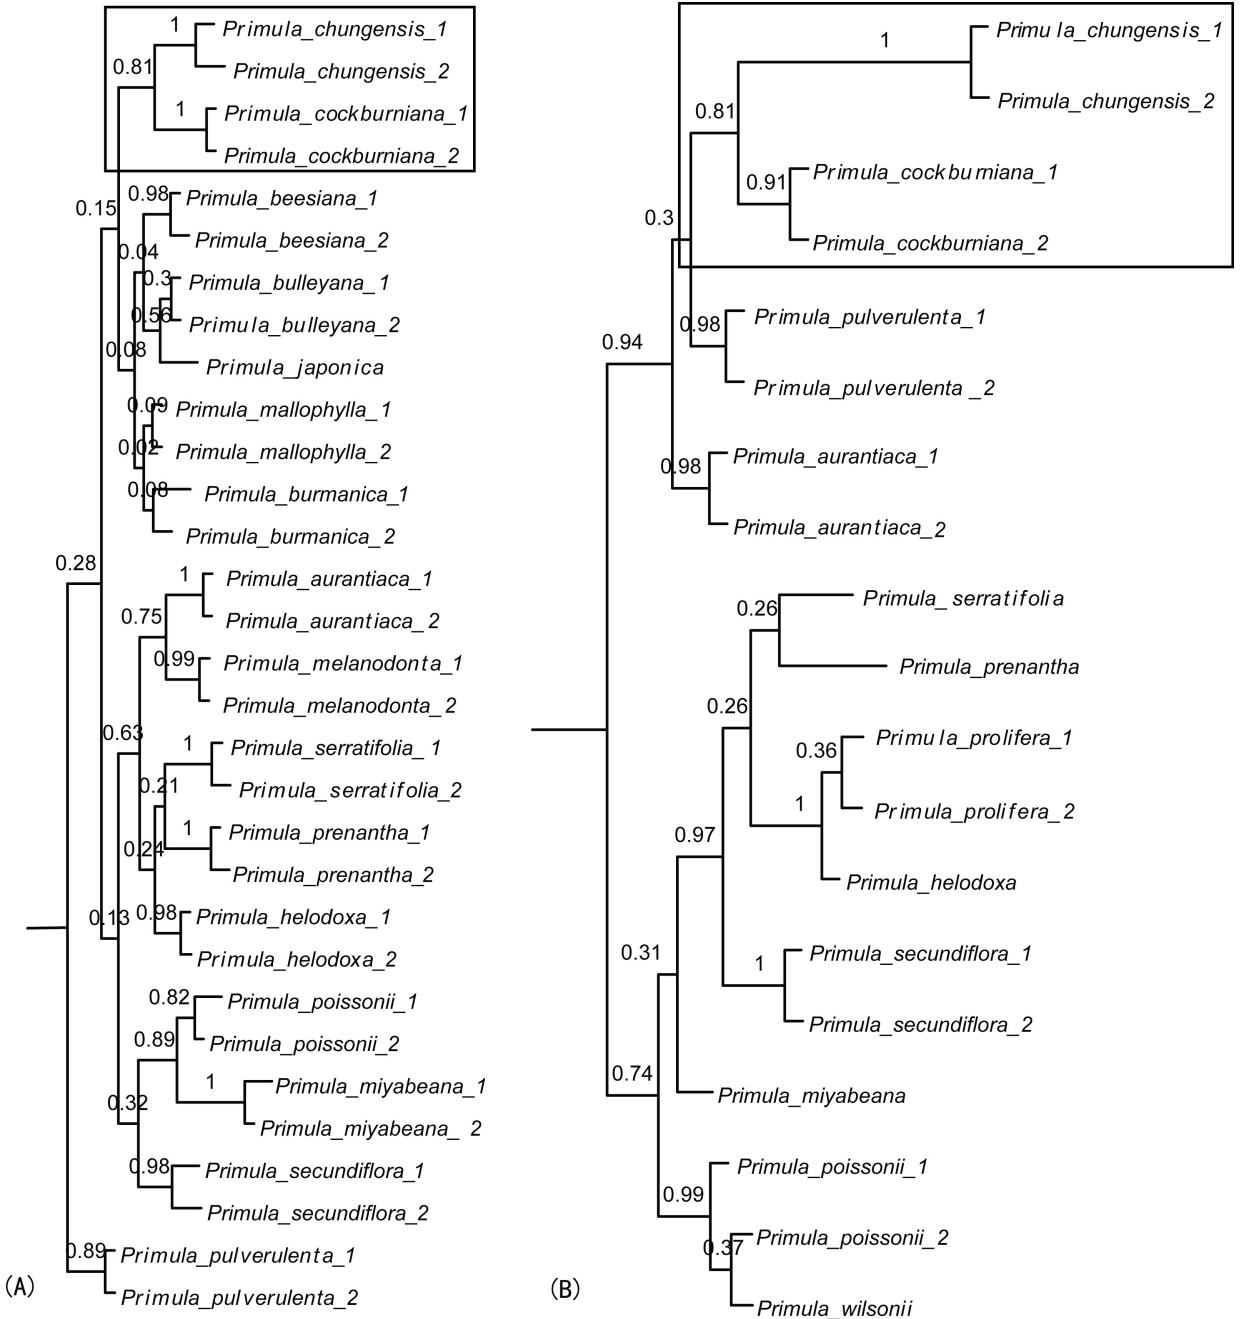 1
Primula_chungensis_1
0.81
Primula_chungensis_2
1
Primula_cockburniana_1
Primula_cockburniana_2
0.15
0.98
Primula_beesiana_1
Primula_beesiana_2
0.04
0.3
Primula_bulleyana_1
0.56
Primula_bulleyana_2
0.08
Primula_japonica
0.09
Primula_mallophylla_1
0.02
Primula_mallophylla_2
0.08
Primula_burmanica_1
Primula_burmanica_2
0.28
1
Primula_aurantiaca_1
0.75
Primula_aurantiaca_2
0.99
Primula_melanodonta_1
Primula_melanodonta_2
0.63
1
Primula_serratifolia_1
0.21
Primula_serratifolia_2
1
Primula_prenantha_1
0.24
Primula_prenantha_2
0.13
0.98
Primula_helodoxa_1
Primula_helodoxa_2
0.82
Primula_poissonii_1
0.89
Primula_poissonii_2
1
Primula_miyabeana_1
0.32
Primula_miyabeana_ 2
0.98
Primula_secundiflora_1
Primula_secundiflora_2
0.89
Primula_pulverulenta_1
Primula_pulverulenta_2
(A)
1
Primula_chungensis_1
Primula_chungensis_2
0.81
0.91
Primula_cockburniana_1
0.3
Primula_cockburniana_2
0.98
Primula_pulverulenta_1
0.94
Primula_pulverulenta _2
0.98
Primula_aurantiaca_1
Primula_aurantiaca_2
0.26
Primula_serratifolia
Primula_prenantha
0.26
0.36
Primula_prolifera_1
1
Primula_prolifera_2
0.97
Primula_helodoxa
0.31
1
Primula_secundiflora_1
Primula_secundiflora_2
0.74
Primula_miyabeana
0.99
Primula_poissonii_1
0.37
Primula_poissonii_2
Primula_wilsonii
(B)